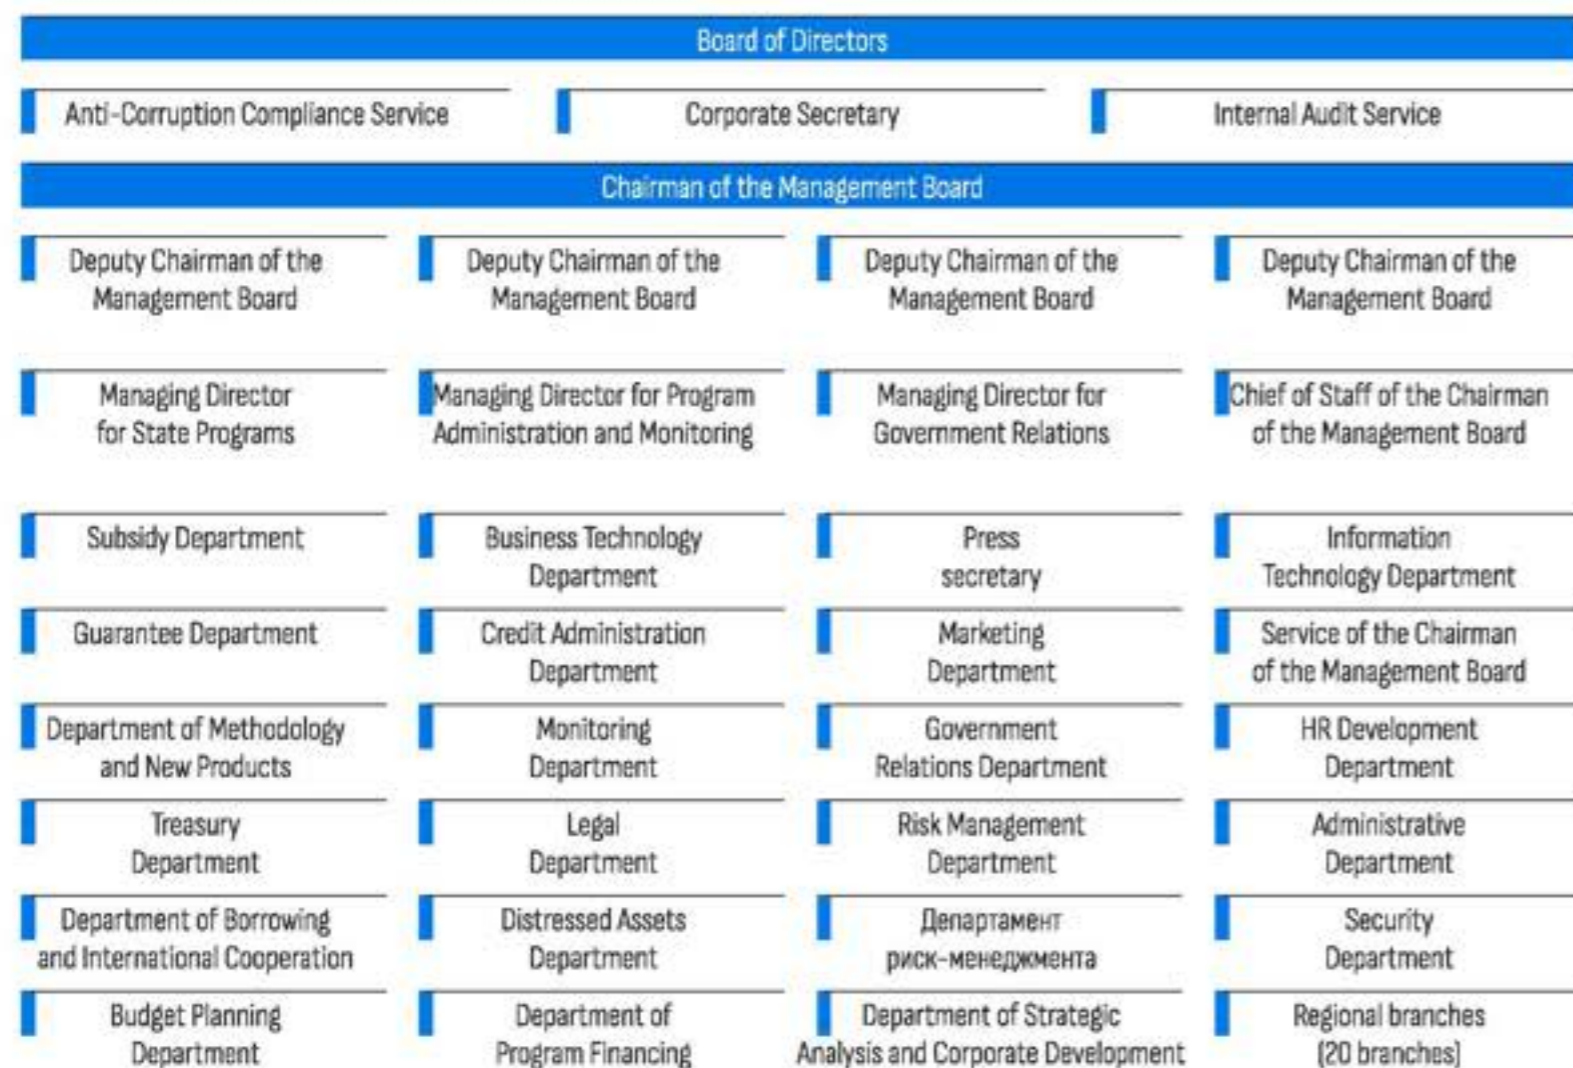 Board of Directors
Anti-Corruption Compliance Service
Corporate Secretary
Internal Audit Service
Chairman of the Management Board
Deputy Chairman of the
Management Board
Deputy Chairman of the
Management Board
Deputy Chairman of the
Management Board
Deputy Chairman of the
Management Board
Managing Director
for State Programs
Managing Director for Program
Administration and Monitoring
Managing Director for
Government Relations
Chief of Staff of the Chairman
of the Management Board
Subsidy Department
Business Technology
Department
Press
secretary
Information
Technology Department
Guarantee Department
Credit Administration
Department
Marketing
Department
Service of the Chairman
of the Management Board
Department of Methodology
and New Products
Monitoring
Department
Government
Relations Department
HR Development
Department
Treasury
Department
Legal
Department
Risk Management
Department
Administrative
Department
Department of Borrowing
and International Cooperation
Distressed Assets
Department
Департамент
риск-менеджмента
Security
Department
Budget Planning
Department
Department of
Program Financing
Department of Strategic
Analysis and Corporate Development
Regional branches
(20 branches)